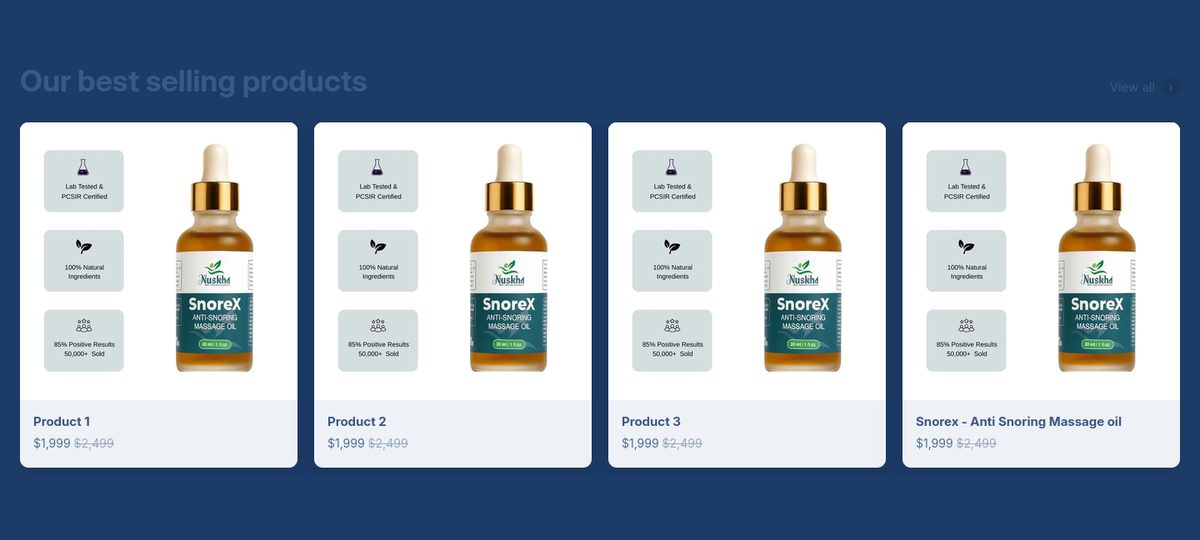 Our best selling products
View all
Lab Tested &
PCSIR Certified
100% Natural
Ingredients
85% Positive Results
50,000+ Sold
Nuskha
SnoreX
ANTI-SNORING
MASSAGE OIL
30 ml / 1 fl oz
Product 1
$1,999 $2,499
Lab Tested &
PCSIR Certified
100% Natural
Ingredients
85% Positive Results
50,000+ Sold
Nuskha
SnoreX
ANTI-SNORING
MASSAGE OIL
30 ml / 1 fl oz
Product 2
$1,999 $2,499
Lab Tested &
PCSIR Certified
100% Natural
Ingredients
85% Positive Results
50,000+ Sold
Nuskha
SnoreX
ANTI-SNORING
MASSAGE OIL
30 ml / 1 fl oz
Product 3
$1,999 $2,499
Lab Tested &
PCSIR Certified
100% Natural
Ingredients
85% Positive Results
50,000+ Sold
Nuskha
SnoreX
ANTI-SNORING
MASSAGE OIL
30 ml / 1 fl oz
Snorex - Anti Snoring Massage oil
$1,999 $2,499